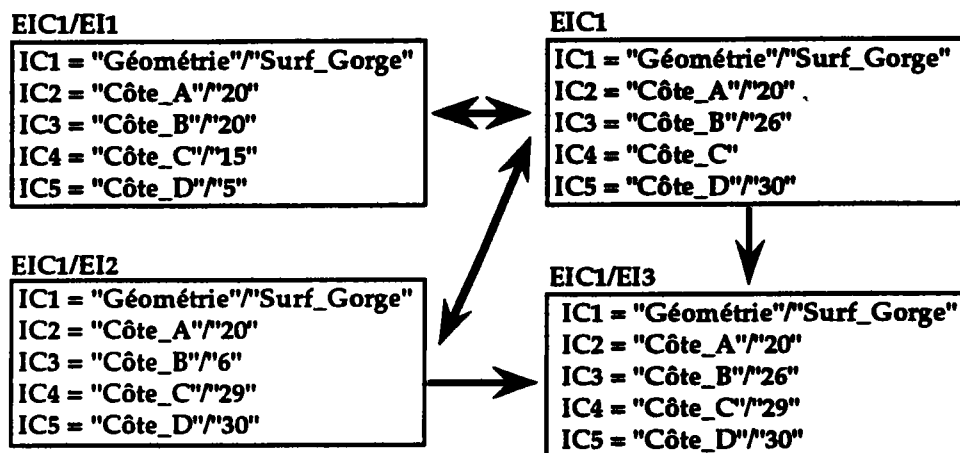 EIC1/EI1
IC1 = "Géométrie"/"Surf_Gorge"
IC2 = "Côte_A"/"20"
IC3 = "Côte_B"/"20"
IC4 = "Côte_C"/"15"
IC5 = "Côte_D"/"5"
EIC1
IC1 = "Géométrie"/"Surf_Gorge"
IC2 = "Côte_A"/"20"
IC3 = "Côte_B"/"26"
IC4 = "Côte_C"
IC5 = "Côte_D"/"30"
EIC1/EI2
IC1 = "Géométrie"/"Surf_Gorge"
IC2 = "Côte_A"/"20"
IC3 = "Côte_B"/"6"
IC4 = "Côte_C"/"29"
IC5 = "Côte_D"/"30"
EIC1/EI3
IC1 = "Géométrie"/"Surf_Gorge"
IC2 = "Côte_A"/"20"
IC3 = "Côte_B"/"26"
IC4 = "Côte_C"/"29"
IC5 = "Côte_D"/"30"